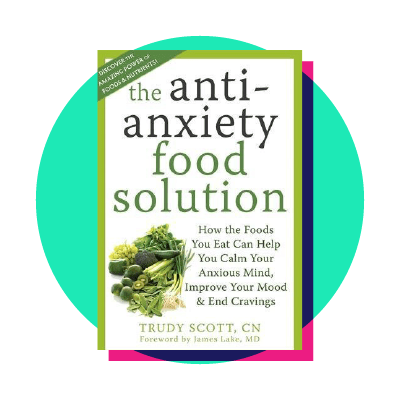 DISCOVER THE
AMAZING POWER OF
FOODS & NUTRIENTS!
the anti-
anxiety
food
solution
How the Foods
You Eat Can Help
You Calm Your
Anxious Mind,
Improve Your Mood
& End Cravings
TRUDY SCOTT, CN
Foreword by James Lake, MD